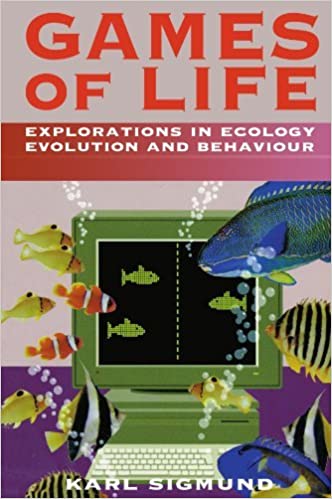 GAMES
OF LIFE
EXPLORATIONS IN ECOLOGY
EVOLUTION AND BEHAVIOUR
KARL SIGMUND